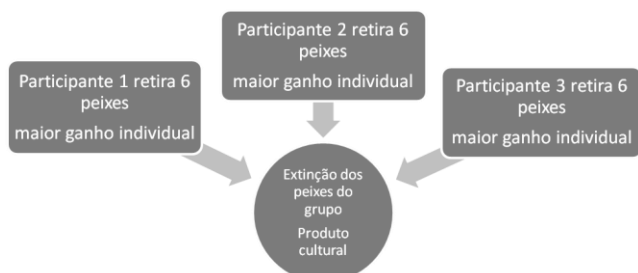 Participante 1 retira 6
peixes
maior ganho individual
Participante 2 retira 6
peixes
maior ganho individual
Participante 3 retira 6
peixes
maior ganho individual
Extinção dos
peixes do
grupo
Produto
cultural